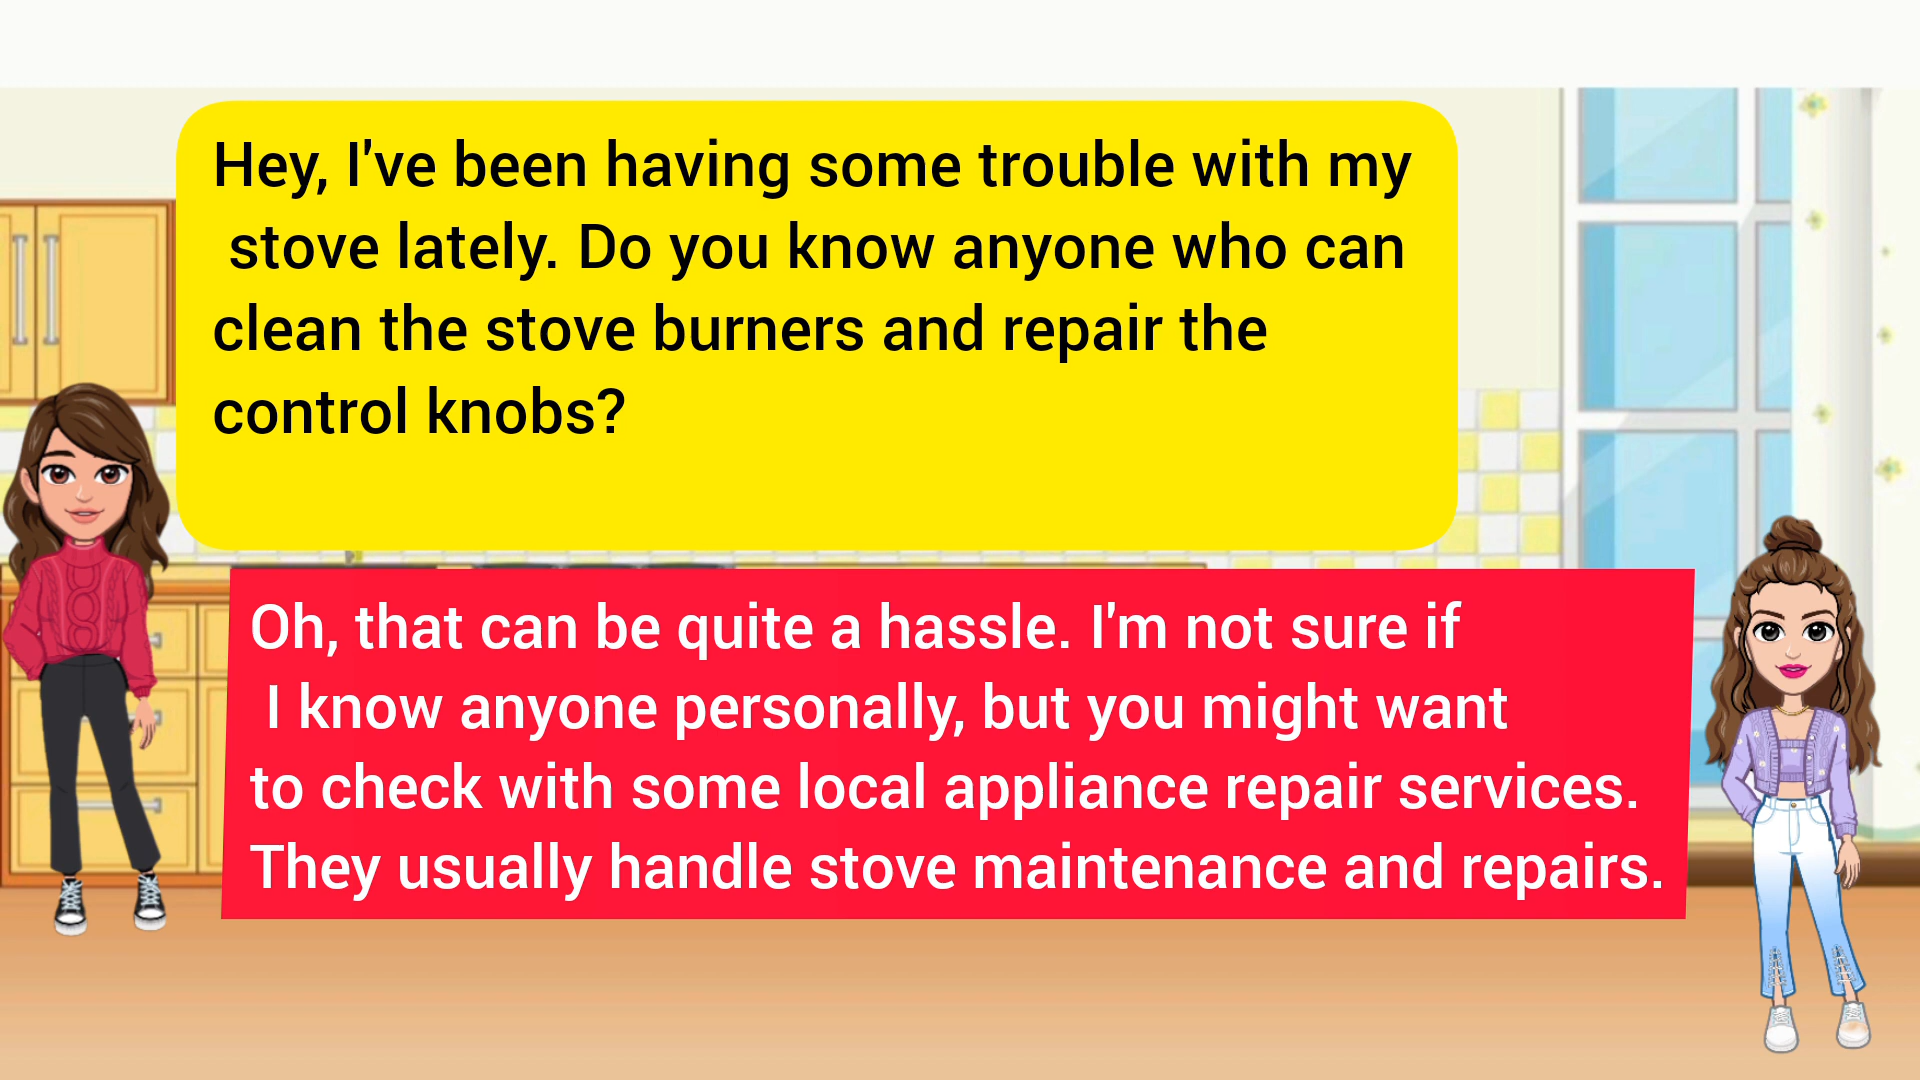 Hey, I've been having some trouble with my
stove lately. Do you know anyone who can
clean the stove burners and repair the
control knobs?
Oh, that can be quite a hassle. I'm not sure if
I know anyone personally, but you might want
to check with some local appliance repair services.
They usually handle stove maintenance and repairs.